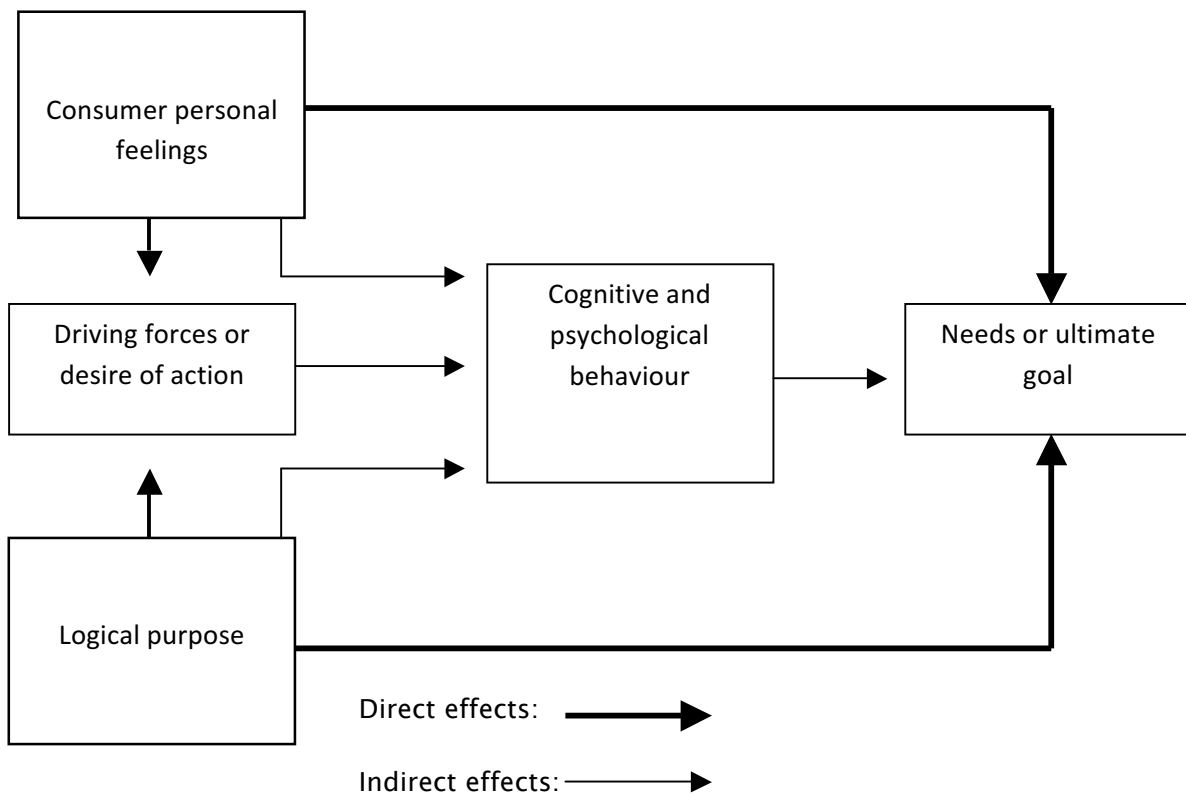 Consumer personal
feelings
Driving forces or
desire of action
Cognitive and
psychological
behaviour
Needs or ultimate
goal
Logical purpose
Direct effects:
Indirect effects: